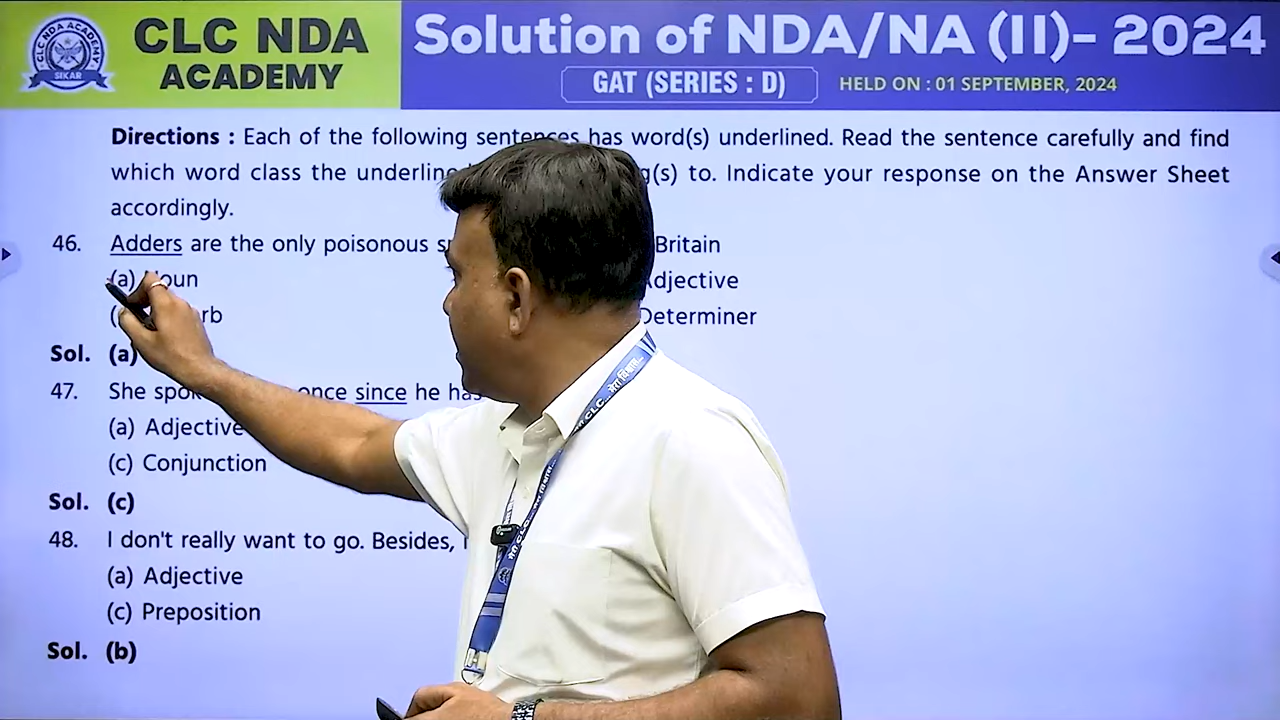 CLC NDA ACADEMY
SIKAR
CLC NDA
ACADEMY
Solution of NDA/NA (II)- 2024
GAT (SERIES : D)
HELD ON : 01 SEPTEMBER, 2024
Directions : Each of the following sentences has word(s) underlined. Read the sentence carefully and find
which word class the underline (s) to. Indicate your response on the Answer Sheet
accordingly.
46. Adders are the only poisonous Britain
(a) Noun Adjective
Determiner
Sol. (a)
47. She once since he has
(a) Adjective
(c) Conjunction
Sol. (c)
48. I don't really want to go. Besides, I
(a) Adjective
(c) Preposition
Sol. (b)
CLC